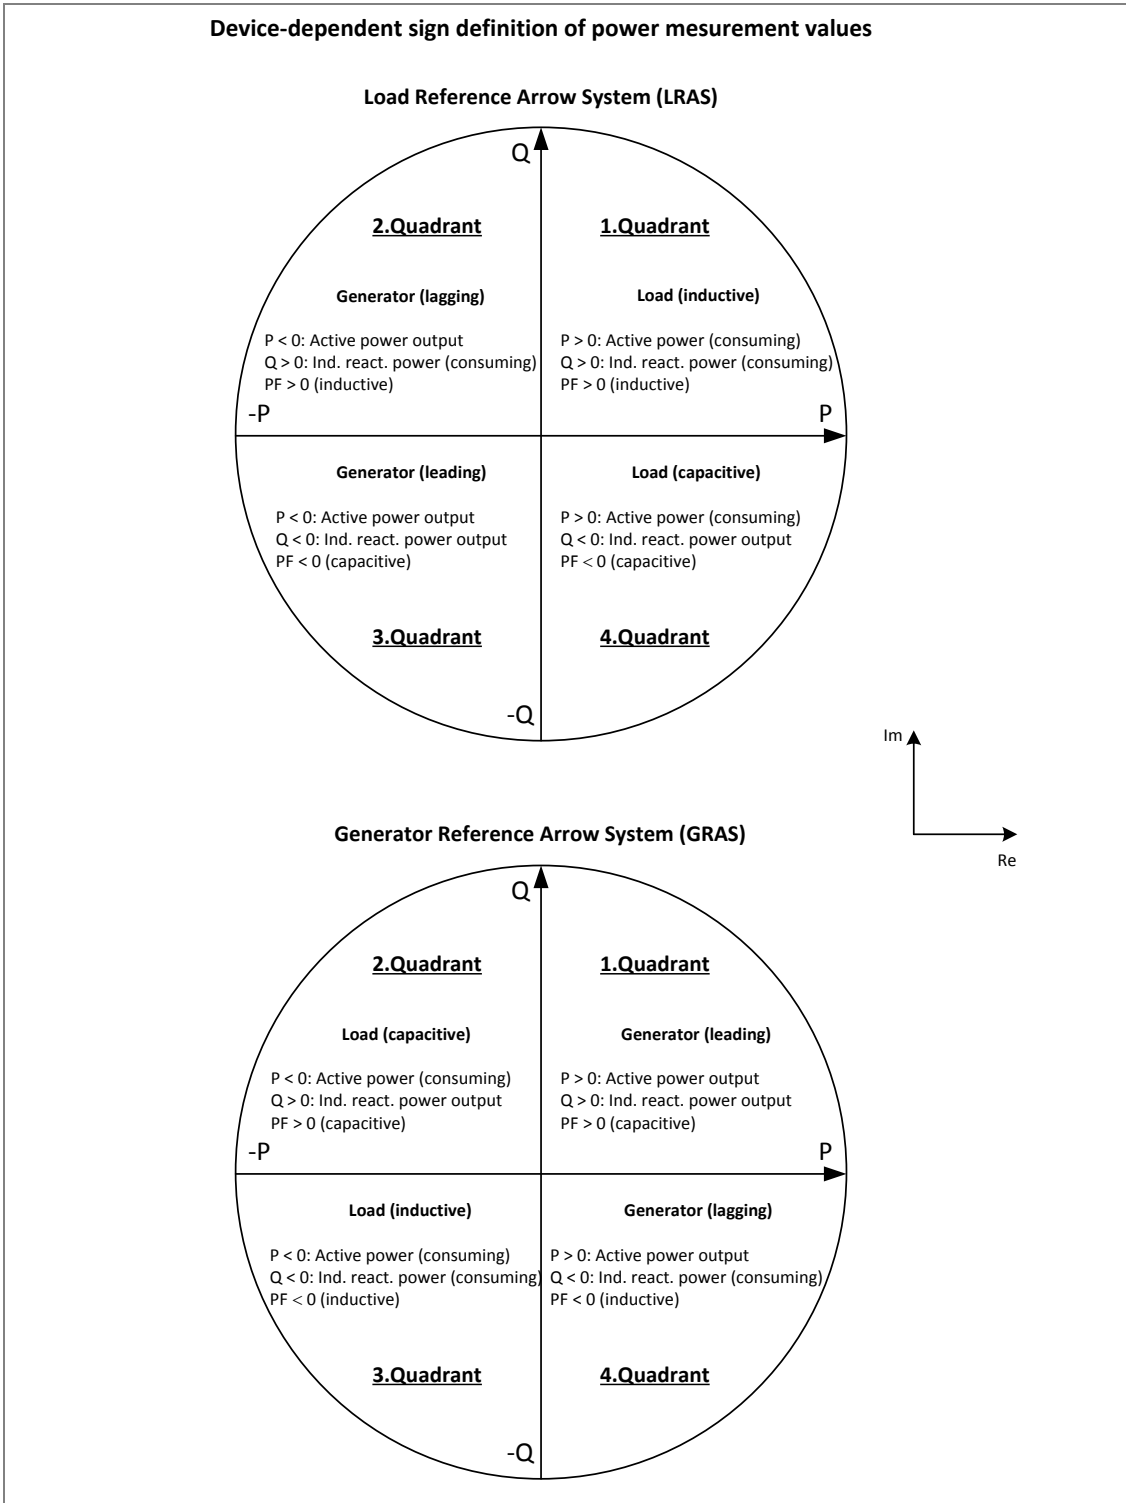 Device-dependent sign definition of power mesurement values
Load Reference Arrow System (LRAS)
Q
2.Quadrant
1.Quadrant
Generator (lagging)
P < 0: Active power output
Q > 0: Ind. react. power (consuming)
PF > 0 (inductive)
Load (inductive)
P > 0: Active power (consuming)
Q > 0: Ind. react. power (consuming)
PF > 0 (inductive)
-P
P
Generator (leading)
P < 0: Active power output
Q < 0: Ind. react. power output
PF < 0 (capacitive)
Load (capacitive)
P > 0: Active power (consuming)
Q < 0: Ind. react. power output
PF < 0 (capacitive)
3.Quadrant
4.Quadrant
-Q
Im
Re
Generator Reference Arrow System (GRAS)
Q
2.Quadrant
1.Quadrant
Load (capacitive)
P < 0: Active power (consuming)
Q > 0: Ind. react. power output
PF > 0 (capacitive)
Generator (leading)
P > 0: Active power output
Q > 0: Ind. react. power output
PF > 0 (capacitive)
-P
P
Load (inductive)
P < 0: Active power (consuming)
Q < 0: Ind. react. power (consuming)
PF < 0 (inductive)
Generator (lagging)
P > 0: Active power output
Q < 0: Ind. react. power (consuming)
PF < 0 (inductive)
3.Quadrant
4.Quadrant
-Q